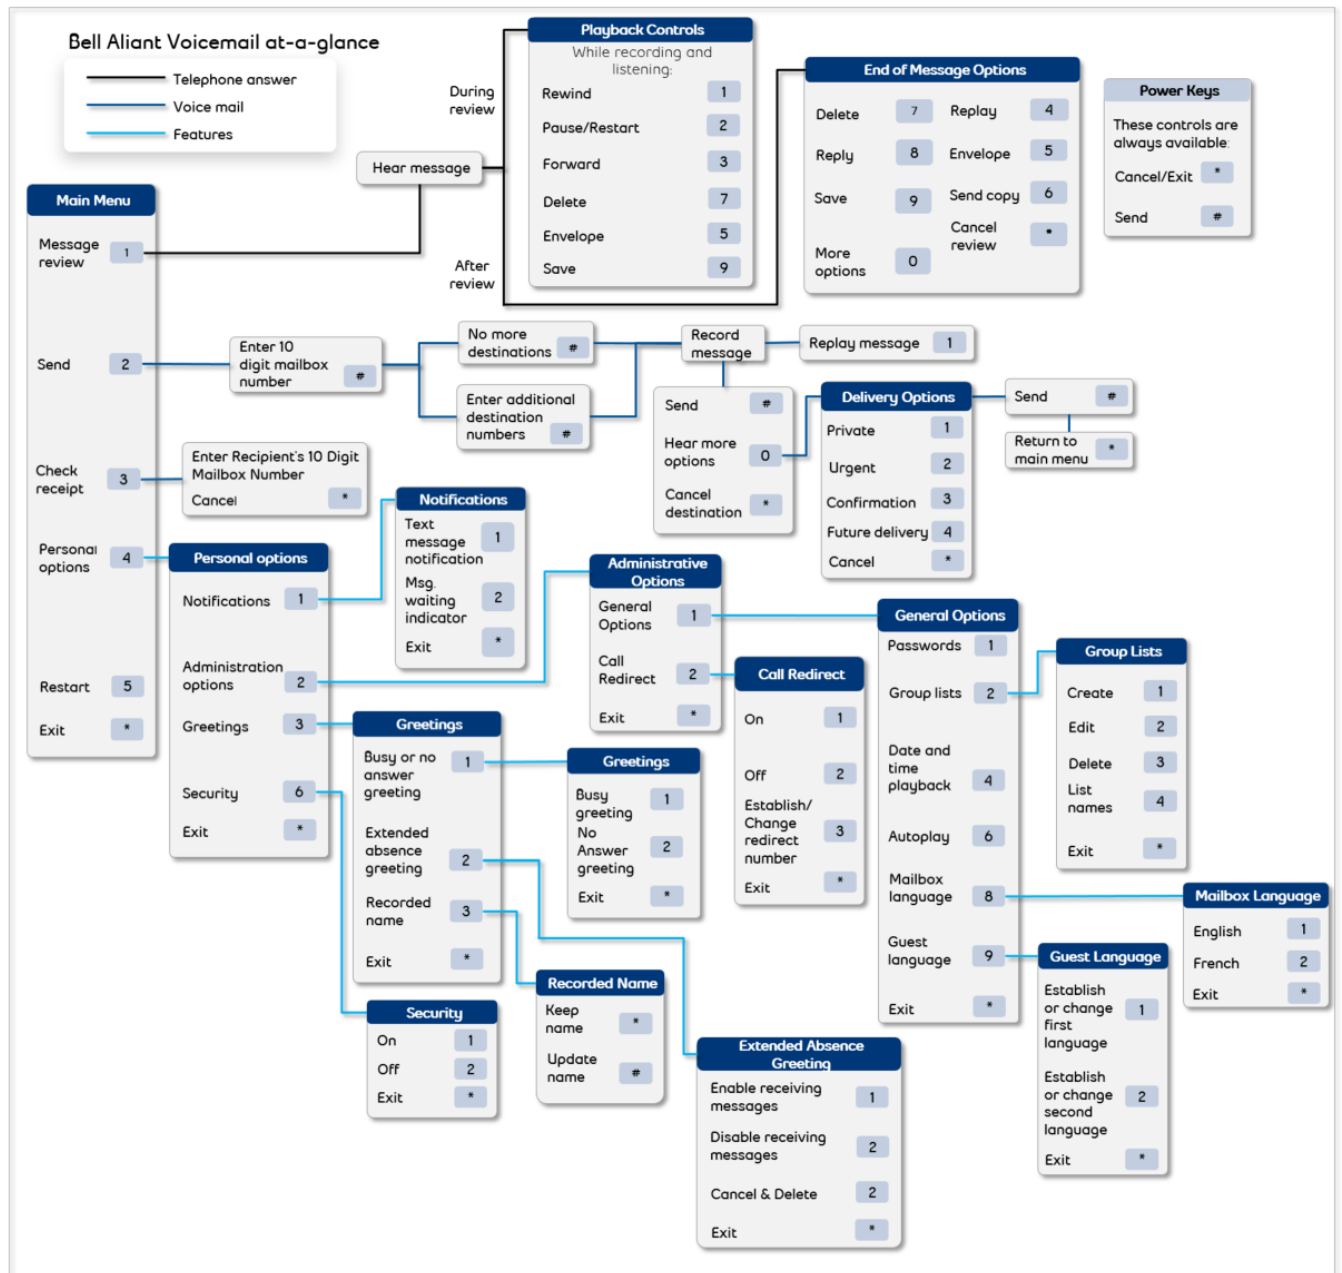 Bell Aliant Voicemail at-a-glance
Telephone answer
Voice mail
Features
During
review
Hear message
After
review
Playback Controls
While recording and
listening:
Rewind 1
Pause/Restart 2
Forward 3
Delete 7
Envelope 5
Save 9
End of Message Options
Delete 7 Replay 4
Reply 8 Envelope 5
Save 9 Send copy 6
Cancel
review *
More
options 0
Power Keys
These controls are
always available:
Cancel/Exit *
Send #
Main Menu
Message
review 1
Send 2
Check
receipt 3
Personal
options 4
Restart 5
Exit *
Enter 10
digit mailbox
number #
No more
destinations #
Enter additional
destination
numbers #
Record
message
Replay message 1
Send #
Hear more
options 0
Cancel
destination *
Delivery Options
Private 1
Urgent 2
Confirmation 3
Future delivery 4
Cancel *
Send #
Return to
main menu *
Enter Recipient's 10 Digit
Mailbox Number
Cancel *
Personal options
Notifications 1
Administration
options 2
Greetings 3
Security 6
Exit *
Notifications
Text
message
notification 1
Msg.
waiting
indicator 2
Exit *
Administrative
Options
General
Options 1
Call
Redirect 2
Exit *
Call Redirect
On 1
Off 2
Establish/
Change
redirect
number 3
Exit *
General Options
Passwords 1
Group lists 2
Date and
time
playback 4
Autoplay 6
Mailbox
language 8
Guest
language 9
Exit *
Group Lists
Create 1
Edit 2
Delete 3
List
names 4
Exit *
Mailbox Language
English 1
French 2
Exit *
Guest Language
Establish
or change
first
language 1
Establish
or change
second
language 2
Exit *
Greetings
Busy or no
answer
greeting 1
Extended
absence
greeting 2
Recorded
name 3
Exit *
Greetings
Busy
greeting 1
No
Answer
greeting 2
Exit *
Recorded Name
Keep
name *
Update
name #
Security
On 1
Off 2
Exit *
Extended Absence
Greeting
Enable receiving
messages 1
Disable receiving
messages 2
Cancel & Delete 2
Exit *